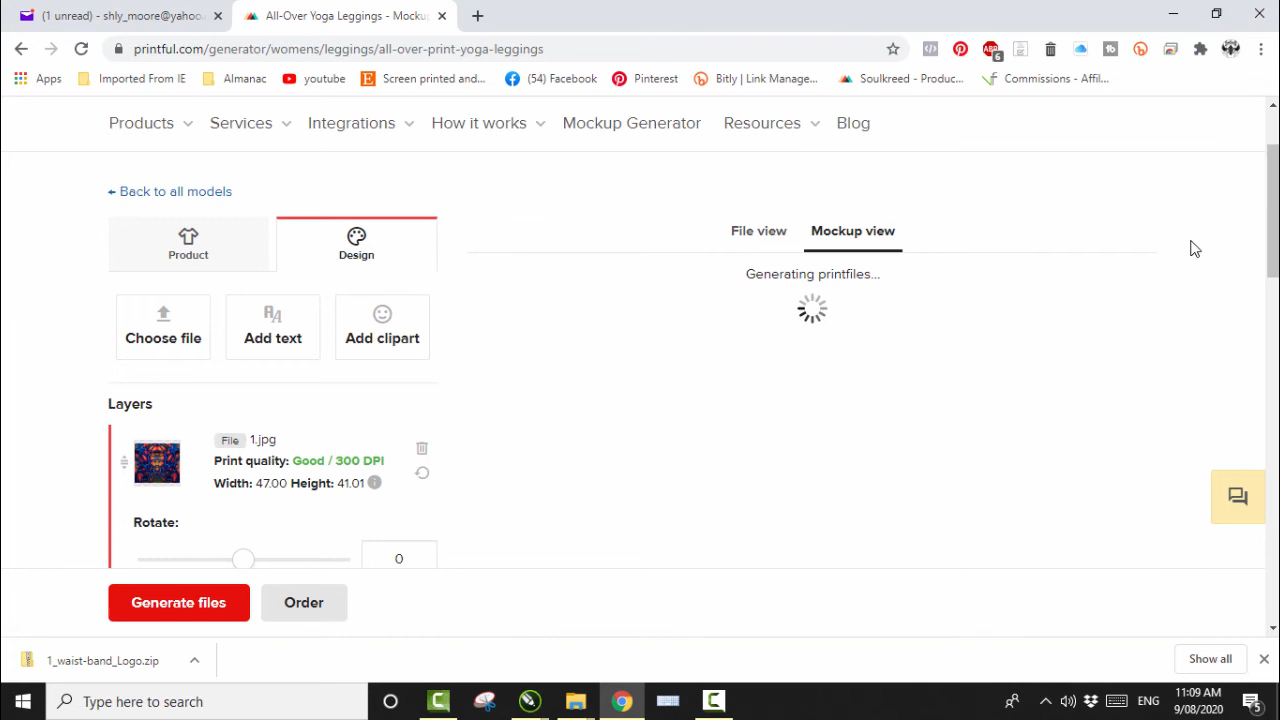 (1 unread) - shly_moore@yahoo.
All-Over Yoga Leggings - Mocku
printful.com/generator/womens/leggings/all-over-print-yoga-leggings
ABP
6
Apps
Imported From IE
Almanac
youtube
Screen printed and...
(54) Facebook
Pinterest
Bitly | Link Manage...
Soulkreed - Produc...
Commissions - Affil...
Products
Services
Integrations
How it works
Mockup Generator
Resources
Blog
Back to all models
Product
Design
File view
Mockup view
Generating printfiles...
Choose file
Add text
Add clipart
Layers
File 1.jpg
Print quality: Good / 300 DPI
Width: 47.00 Height: 41.01
Rotate:
0
Generate files
Order
1_waist-band_Logo.zip
Show all
Type here to search
ENG
11:09 AM
9/08/2020
5